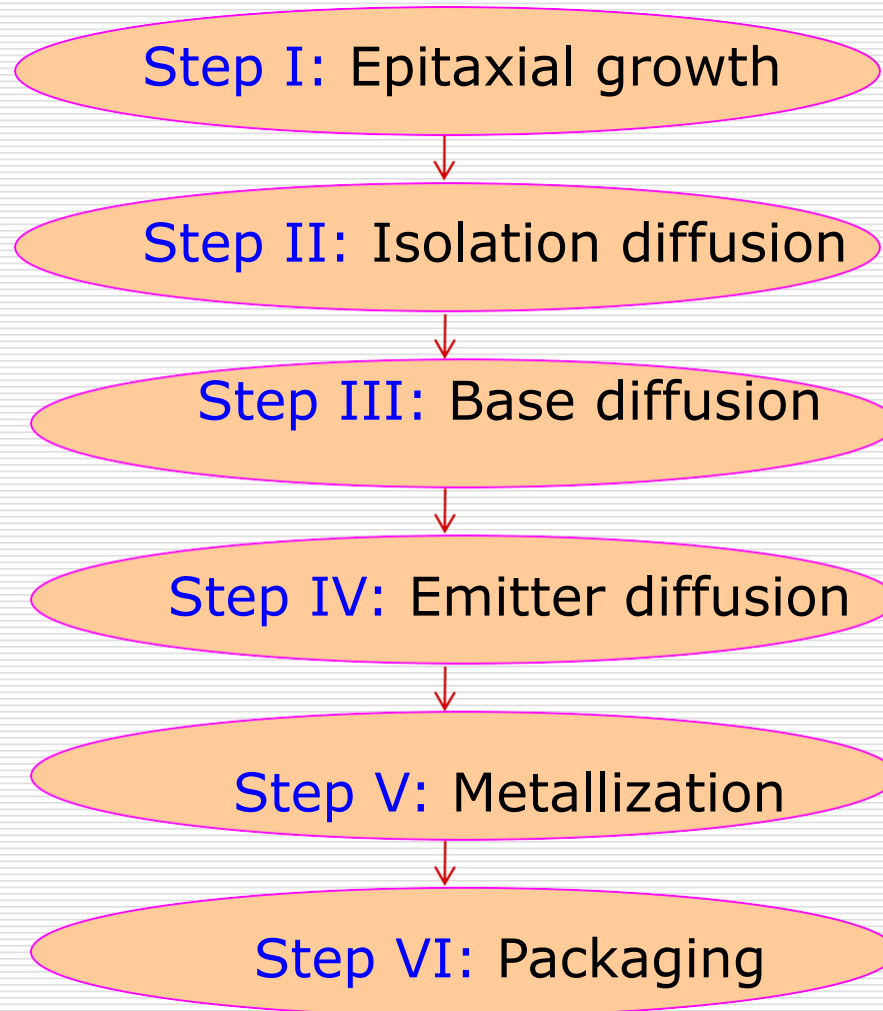 Step I: Epitaxial growth
Step II: Isolation diffusion
Step III: Base diffusion
Step IV: Emitter diffusion
Step V: Metallization
Step VI: Packaging